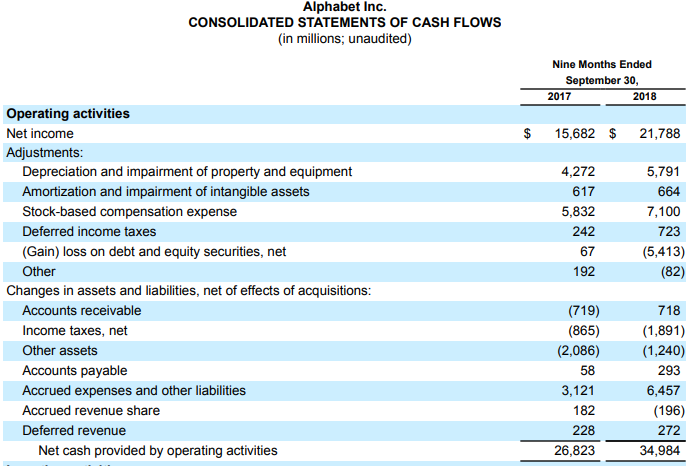 Alphabet Inc.
CONSOLIDATED STATEMENTS OF CASH FLOWS
(in millions; unaudited)
Nine Months Ended
September 30,
2017 2018
Operating activities
Net income $ 15,682 $ 21,788
Adjustments:
Depreciation and impairment of property and equipment 4,272 5,791
Amortization and impairment of intangible assets 617 664
Stock-based compensation expense 5,832 7,100
Deferred income taxes 242 723
(Gain) loss on debt and equity securities, net 67 (5,413)
Other 192 (82)
Changes in assets and liabilities, net of effects of acquisitions:
Accounts receivable (719) 718
Income taxes, net (865) (1,891)
Other assets (2,086) (1,240)
Accounts payable 58 293
Accrued expenses and other liabilities 3,121 6,457
Accrued revenue share 182 (196)
Deferred revenue 228 272
Net cash provided by operating activities 26,823 34,984